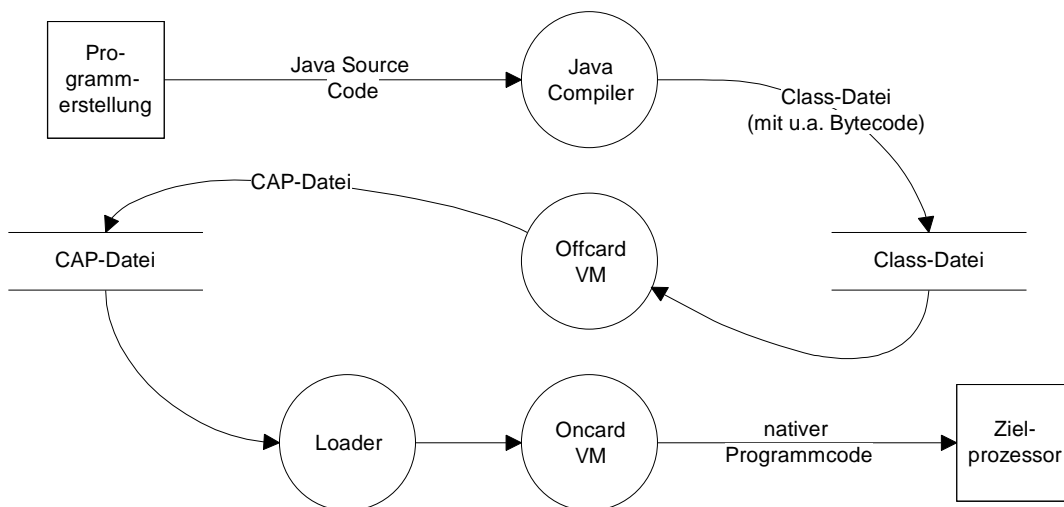 Pro-
gramm-
erstellung
Java Source
Code
Java
Compiler
Class-Datei
(mit u.a. Bytecode)
CAP-Datei
CAP-Datei
Offcard
VM
Class-Datei
Loader
Oncard
VM
nativer
Programmcode
Ziel-
prozessor